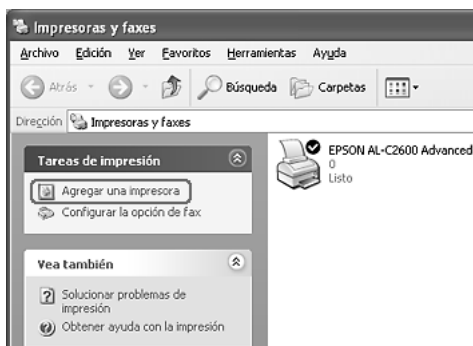 Impresoras y faxes
Archivo Edición Ver Favoritos Herramientas Ayuda
Atrás Búsqueda Carpetas
Dirección Impresoras y faxes
Tareas de impresión
Agregar una impresora
Configurar la opción de fax
Vea también
Solucionar problemas de
impresión
Obtener ayuda con la impresión
EPSON AL-C2600 Advanced
0
Listo